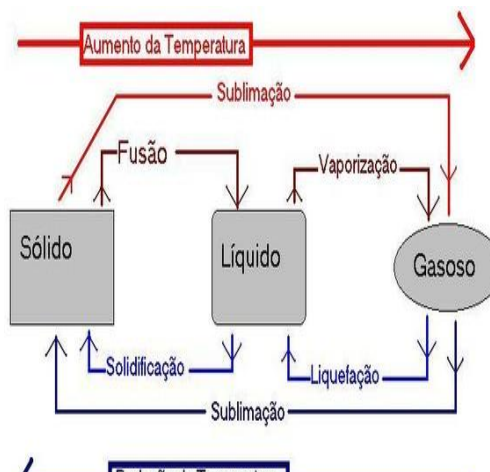 Aumento da Temperatura
Sublimação
Fusão
Vaporização
Sólido
Líquido
Gasoso
Solidificação
Liquefação
Sublimação